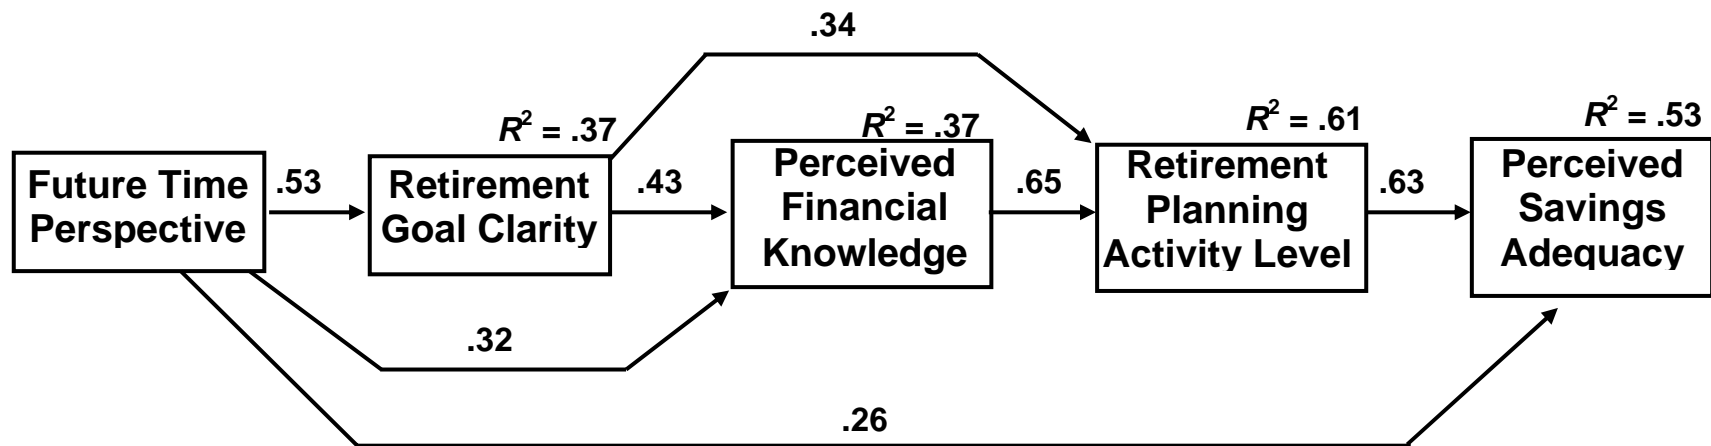 .34
R² = .37
R² = .37
R² = .61
R² = .53
Future Time
Perspective
.53
Retirement
Goal Clarity
.43
Perceived
Financial
Knowledge
.65
Retirement
Planning
Activity Level
.63
Perceived
Savings
Adequacy
.32
.26